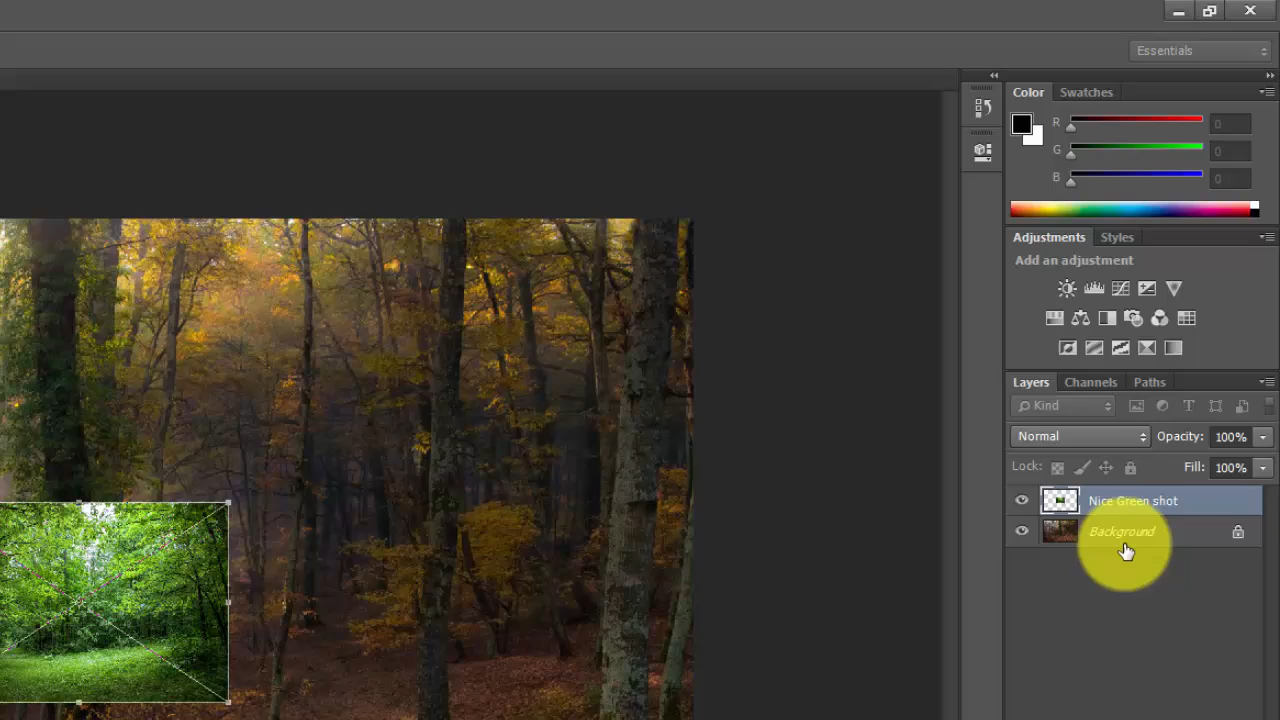 Essentials
Color Swatches
R 0
G 0
B 0
Adjustments Styles
Add an adjustment
Layers Channels Paths
Kind
Normal Opacity: 100%
Lock: Fill: 100%
Nice Green shot
Background